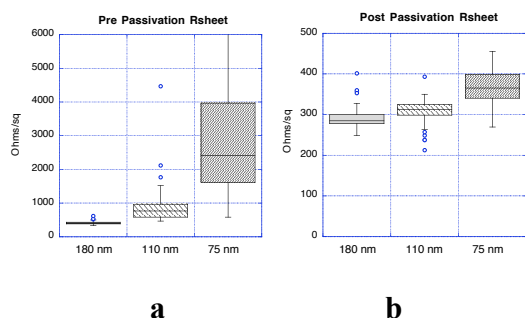 Pre Passivation Rsheet
6000
5000
4000
3000
2000
1000
0
Ohms/sq
180 nm 110 nm 75 nm
a
Post Passivation Rsheet
500
400
300
200
100
0
Ohms/sq
180 nm 110 nm 75 nm
b